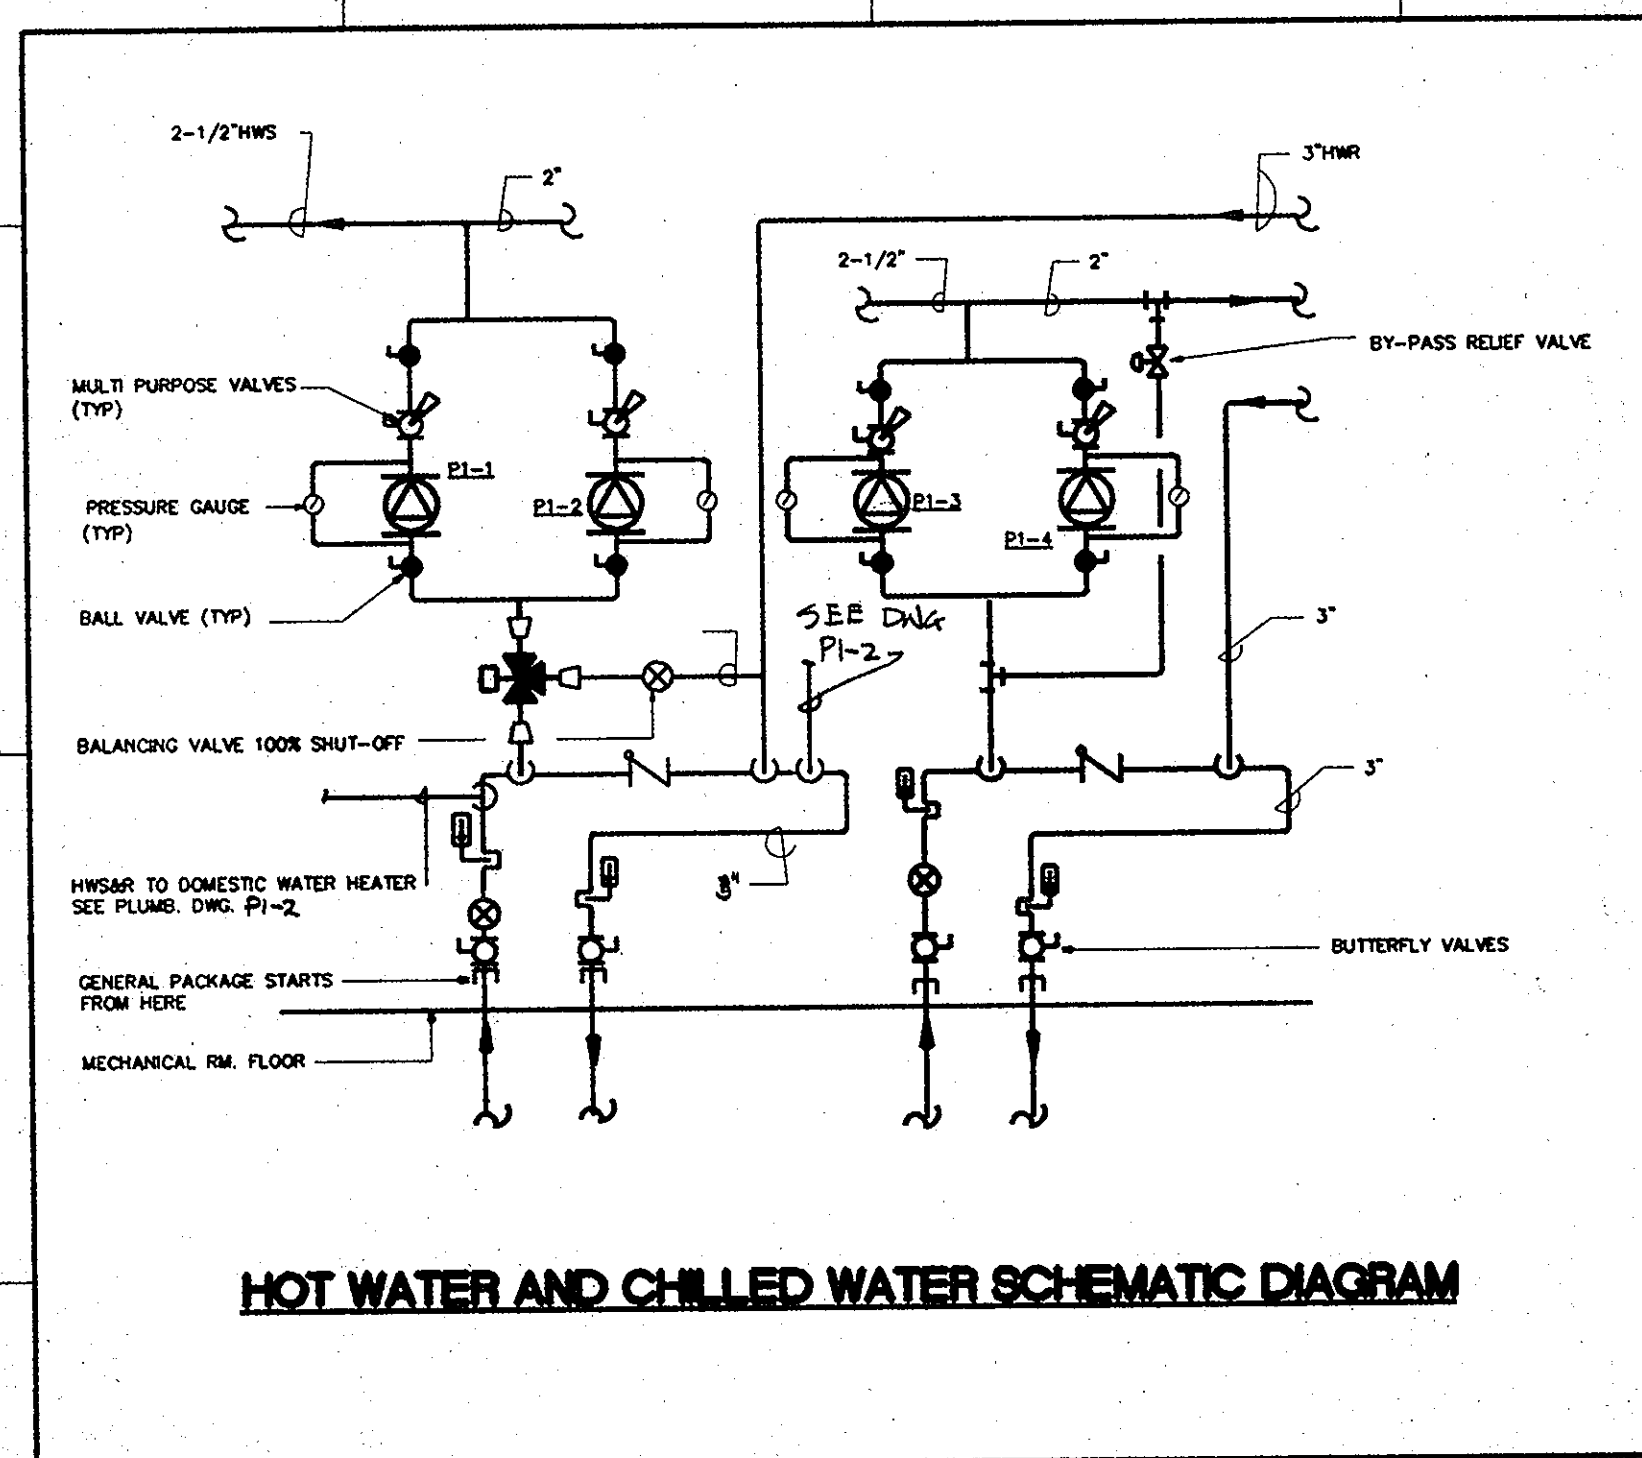 2-1/2"HWS
2"
3"HWR
2-1/2"
2"
BY-PASS RELIEF VALVE
MULTI PURPOSE VALVES
(TYP)
P1-1
PRESSURE GAUGE
(TYP)
P1-2
P1-3
P1-4
BALL VALVE (TYP)
SEE DWG
P1-2
3"
BALANCING VALVE 100% SHUT-OFF
3"
HWS&R TO DOMESTIC WATER HEATER
SEE PLUMB. DWG. P1-2
3"
BUTTERFLY VALVES
GENERAL PACKAGE STARTS
FROM HERE
MECHANICAL RM. FLOOR
HOT WATER AND CHILLED WATER SCHEMATIC DIAGRAM